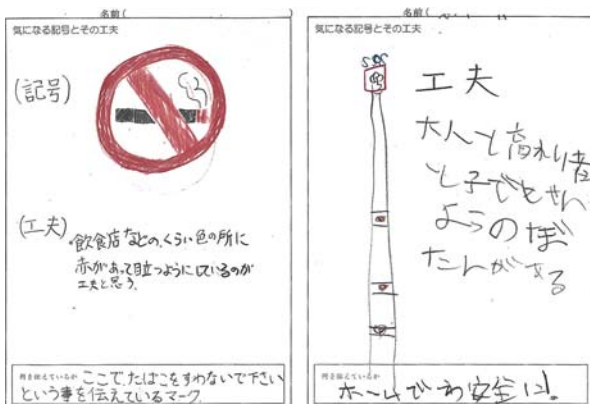 名前(
気になる記号とその工夫
(記号)
(工夫)
・飲食店などの、くらい色の所に
赤があって目立つようにしているのが
工夫と思う。
何を伝えているか
ここで、たばこをすわないで下さい
という事を伝えているマーク。
名前(
気になる記号とその工夫
SOS
工夫
大人と高れい者
と子
ようのぼ
たんがある
何を伝えているか
ホームでわ安全に!